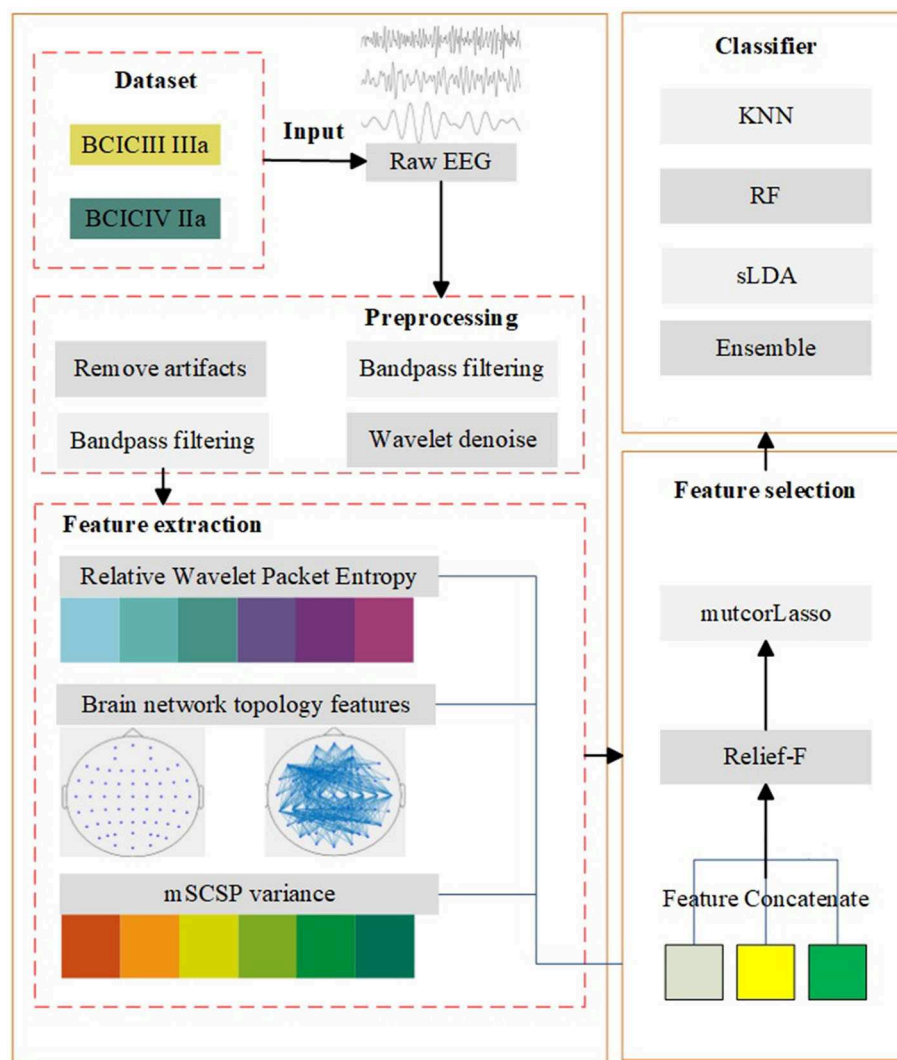 Dataset
BCICIII IIIa
BCICIV IIa
Input
Raw EEG
Preprocessing
Remove artifacts
Bandpass filtering
Bandpass filtering
Wavelet denoise
Feature extraction
Relative Wavelet Packet Entropy
Brain network topology features
mSCSP variance
Classifier
KNN
RF
sLDA
Ensemble
Feature selection
mutcorLasso
Relief-F
Feature Concatenate